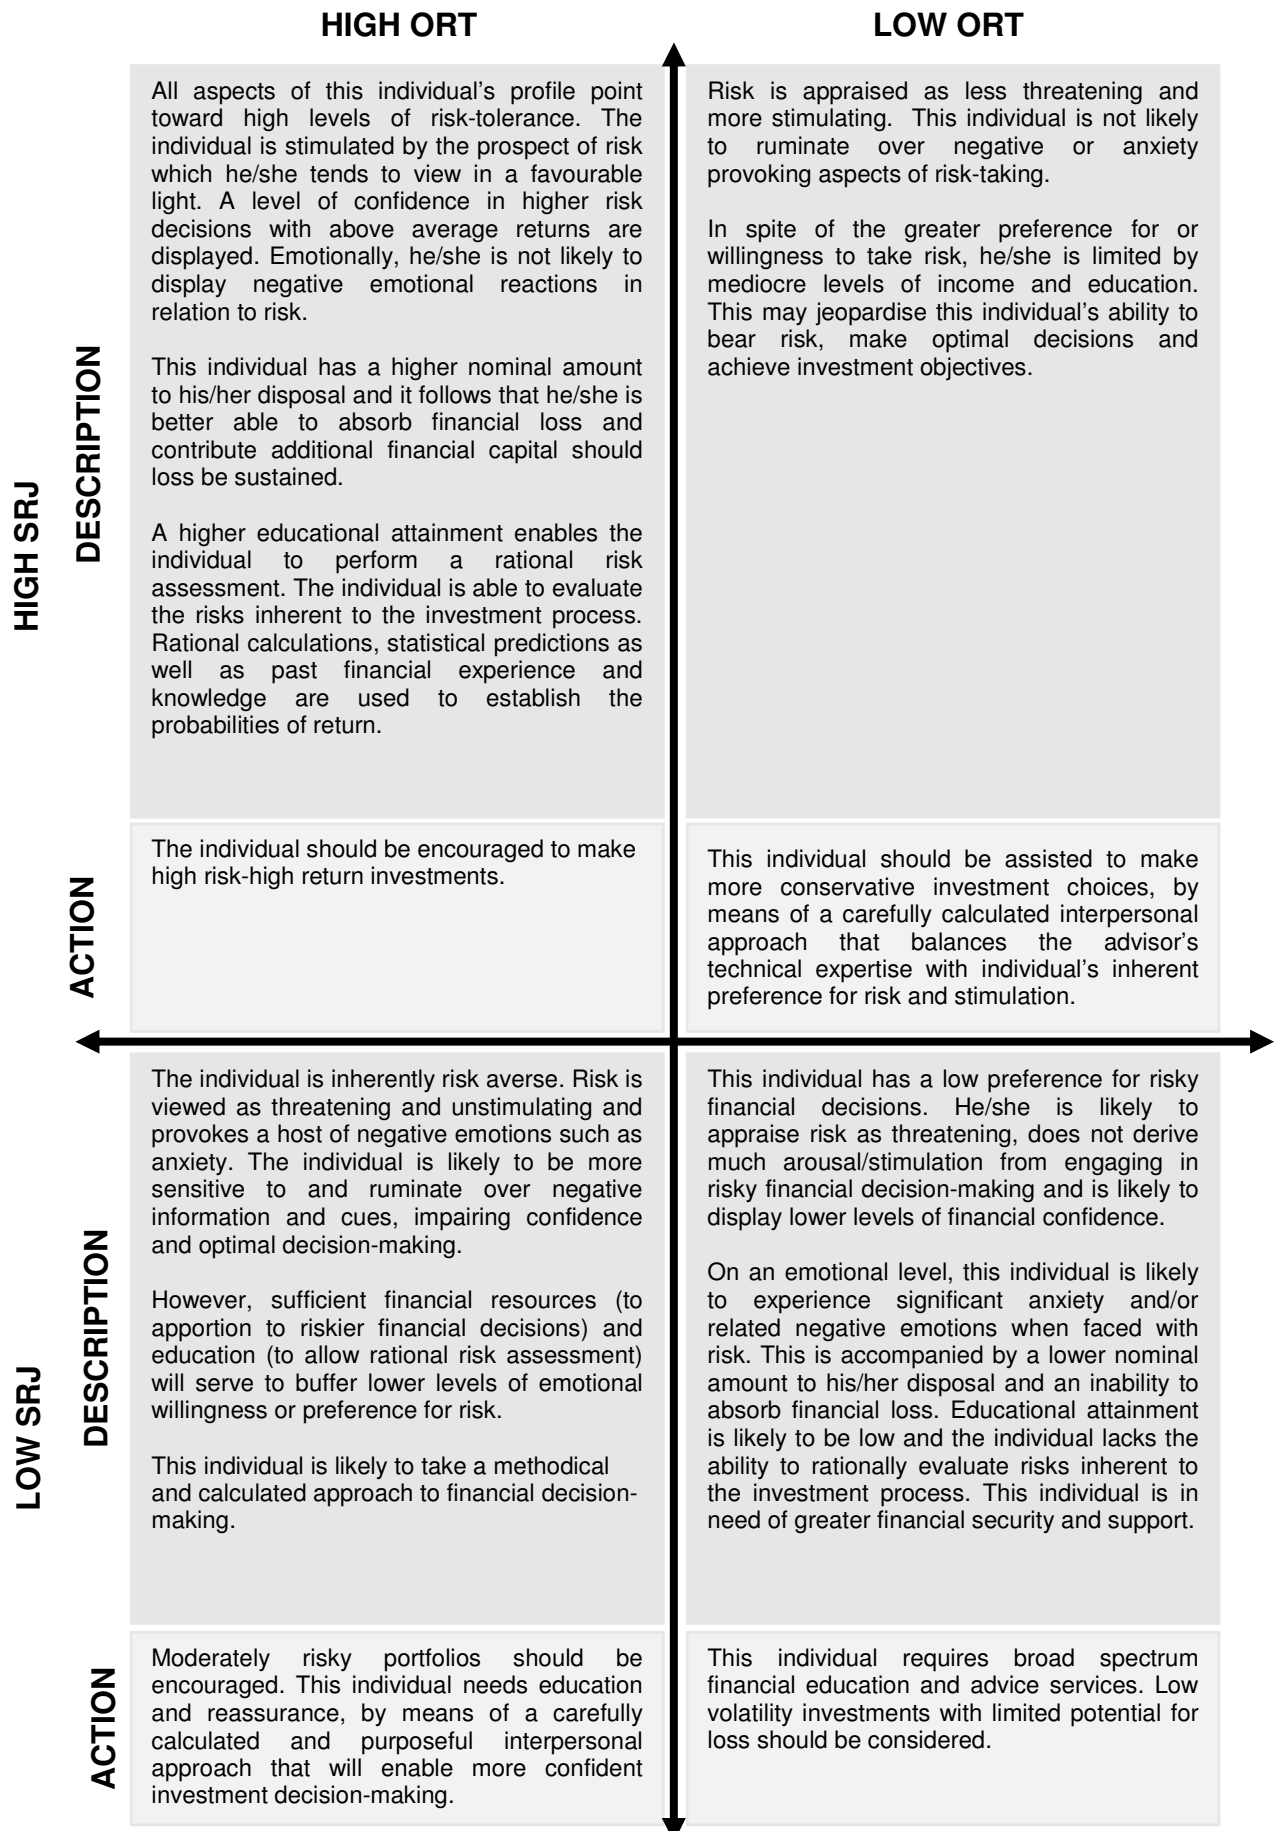 HIGH ORT
LOW ORT
HIGH SRJ
DESCRIPTION
All aspects of this individual's profile point
toward high levels of risk-tolerance. The
individual is stimulated by the prospect of risk
which he/she tends to view in a favourable
light. A level of confidence in higher risk
decisions with above average returns are
displayed. Emotionally, he/she is not likely to
display negative emotional reactions in
relation to risk.
This individual has a higher nominal amount
to his/her disposal and it follows that he/she is
better able to absorb financial loss and
contribute additional financial capital should
loss be sustained.
A higher educational attainment enables the
individual to perform a rational risk
assessment. The individual is able to evaluate
the risks inherent to the investment process.
Rational calculations, statistical predictions as
well as past financial experience and
knowledge are used to establish the
probabilities of return.
Risk is appraised as less threatening and
more stimulating. This individual is not likely
to ruminate over negative or anxiety
provoking aspects of risk-taking.
In spite of the greater preference for or
willingness to take risk, he/she is limited by
mediocre levels of income and education.
This may jeopardise this individual's ability to
bear risk, make optimal decisions and
achieve investment objectives.
ACTION
The individual should be encouraged to make
high risk-high return investments.
This individual should be assisted to make
more conservative investment choices, by
means of a carefully calculated interpersonal
approach that balances the advisor's
technical expertise with individual's inherent
preference for risk and stimulation.
LOW SRJ
DESCRIPTION
The individual is inherently risk averse. Risk is
viewed as threatening and unstimulating and
provokes a host of negative emotions such as
anxiety. The individual is likely to be more
sensitive to and ruminate over negative
information and cues, impairing confidence
and optimal decision-making.
However, sufficient financial resources (to
apportion to riskier financial decisions) and
education (to allow rational risk assessment)
will serve to buffer lower levels of emotional
willingness or preference for risk.
This individual is likely to take a methodical
and calculated approach to financial decision-
making.
This individual has a low preference for risky
financial decisions. He/she is likely to
appraise risk as threatening, does not derive
much arousal/stimulation from engaging in
risky financial decision-making and is likely to
display lower levels of financial confidence.
On an emotional level, this individual is likely
to experience significant anxiety and/or
related negative emotions when faced with
risk. This is accompanied by a lower nominal
amount to his/her disposal and an inability to
absorb financial loss. Educational attainment
is likely to be low and the individual lacks the
ability to rationally evaluate risks inherent to
the investment process. This individual is in
need of greater financial security and support.
ACTION
Moderately risky portfolios should be
encouraged. This individual needs education
and reassurance, by means of a carefully
calculated and purposeful interpersonal
approach that will enable more confident
investment decision-making.
This individual requires broad spectrum
financial education and advice services. Low
volatility investments with limited potential for
loss should be considered.